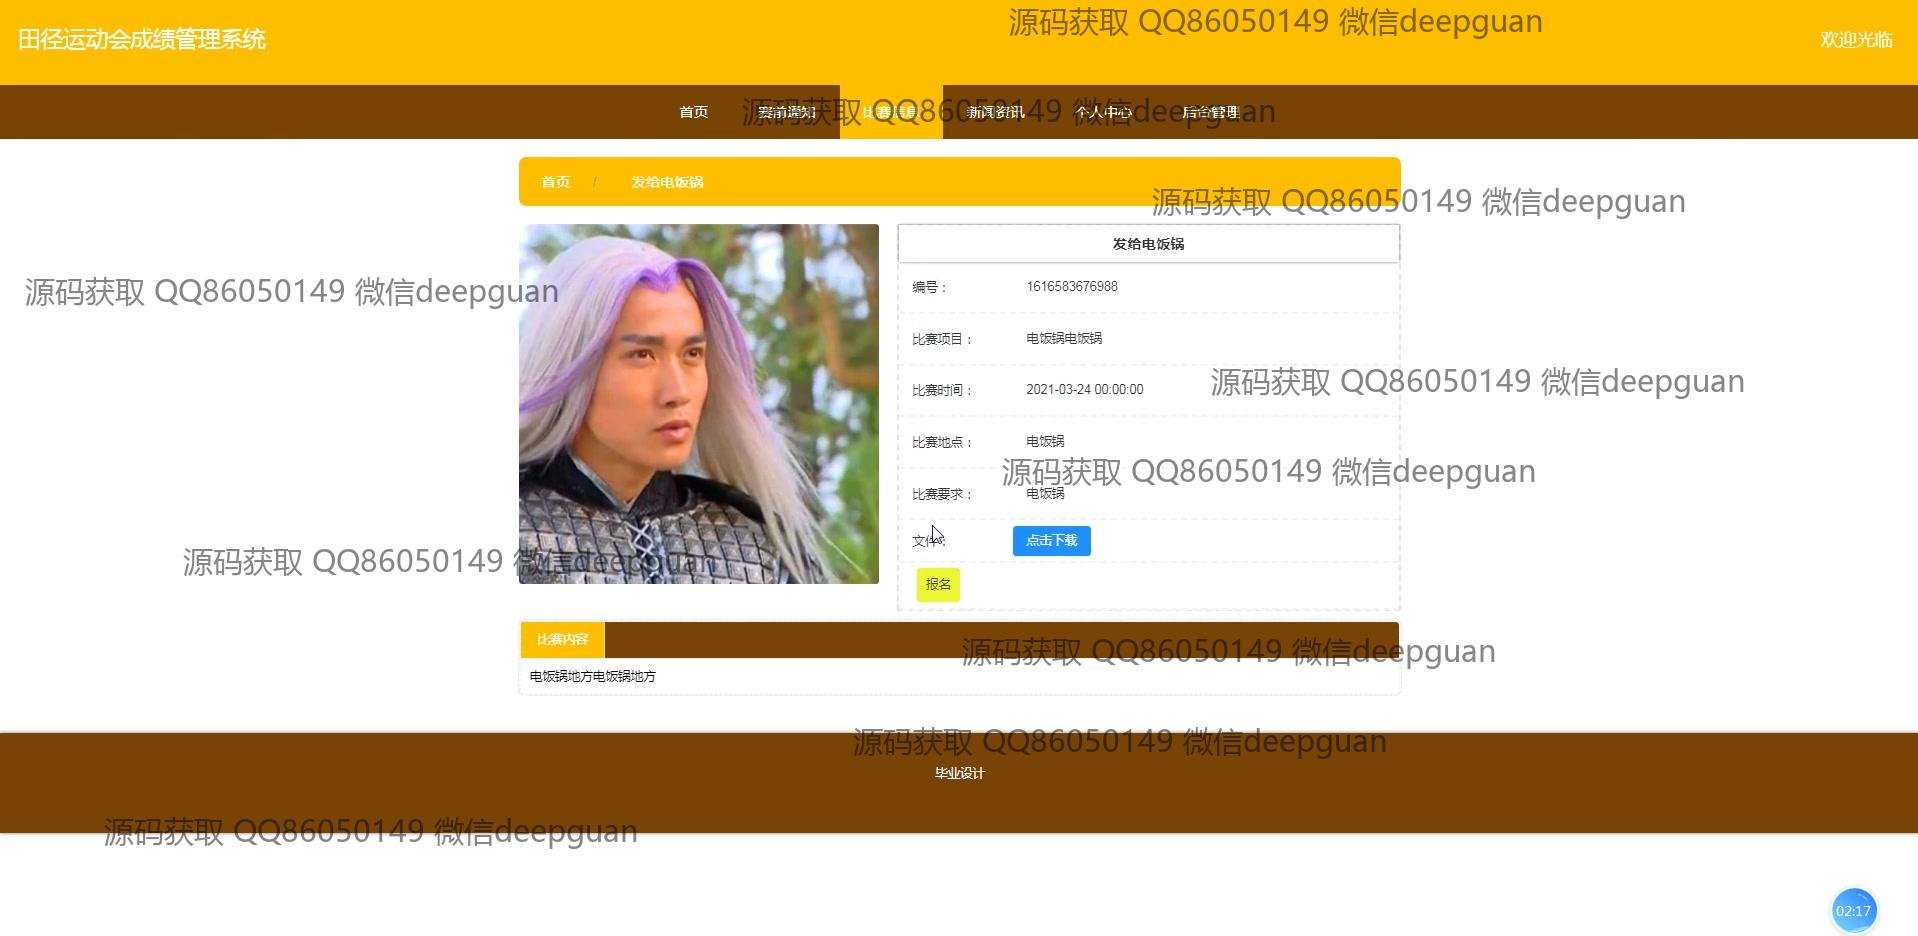 田径运动会成绩管理系统
源码获取 QQ86050149 微信deepguan
欢迎光临
首页
赛前通知
比赛信息
新闻资讯
个人中心
后台管理
源码获取 QQ86050149 微信deepguan
首页 / 发给电饭锅
源码获取 QQ86050149 微信deepguan
发给电饭锅
编号： 1616583676988
源码获取 QQ86050149 微信deepguan
比赛项目： 电饭锅电饭锅
比赛时间： 2021-03-24 00:00:00
源码获取 QQ86050149 微信deepguan
比赛地点： 电饭锅
源码获取 QQ86050149 微信deepguan
比赛要求： 电饭锅
文件： 点击下载
源码获取 QQ86050149 微信deepguan
报名
比赛内容
源码获取 QQ86050149 微信deepguan
电饭锅地方电饭锅地方
源码获取 QQ86050149 微信deepguan
毕业设计
源码获取 QQ86050149 微信deepguan
02:17